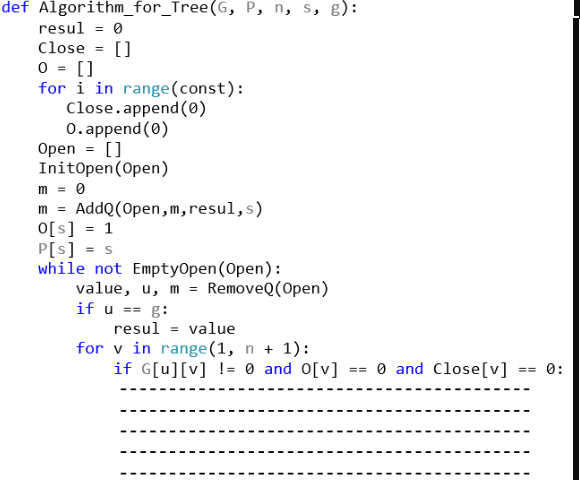 def Algorithm_for_Tree(G, P, n, s, g):
    resul = 0
    Close = []
    O = []
    for i in range(const):
       Close.append(0)
       O.append(0)
    Open = []
    InitOpen(Open)
    m = 0
    m = AddQ(Open,m,resul,s)
    O[s] = 1
    P[s] = s
    while not EmptyOpen(Open):
        value, u, m = RemoveQ(Open)
        if u == g:
            resul = value
        for v in range(1, n + 1):
            if G[u][v] != 0 and O[v] == 0 and Close[v] == 0:
            ------------------------------------------
            ------------------------------------------
            ------------------------------------------
            ------------------------------------------
            ------------------------------------------